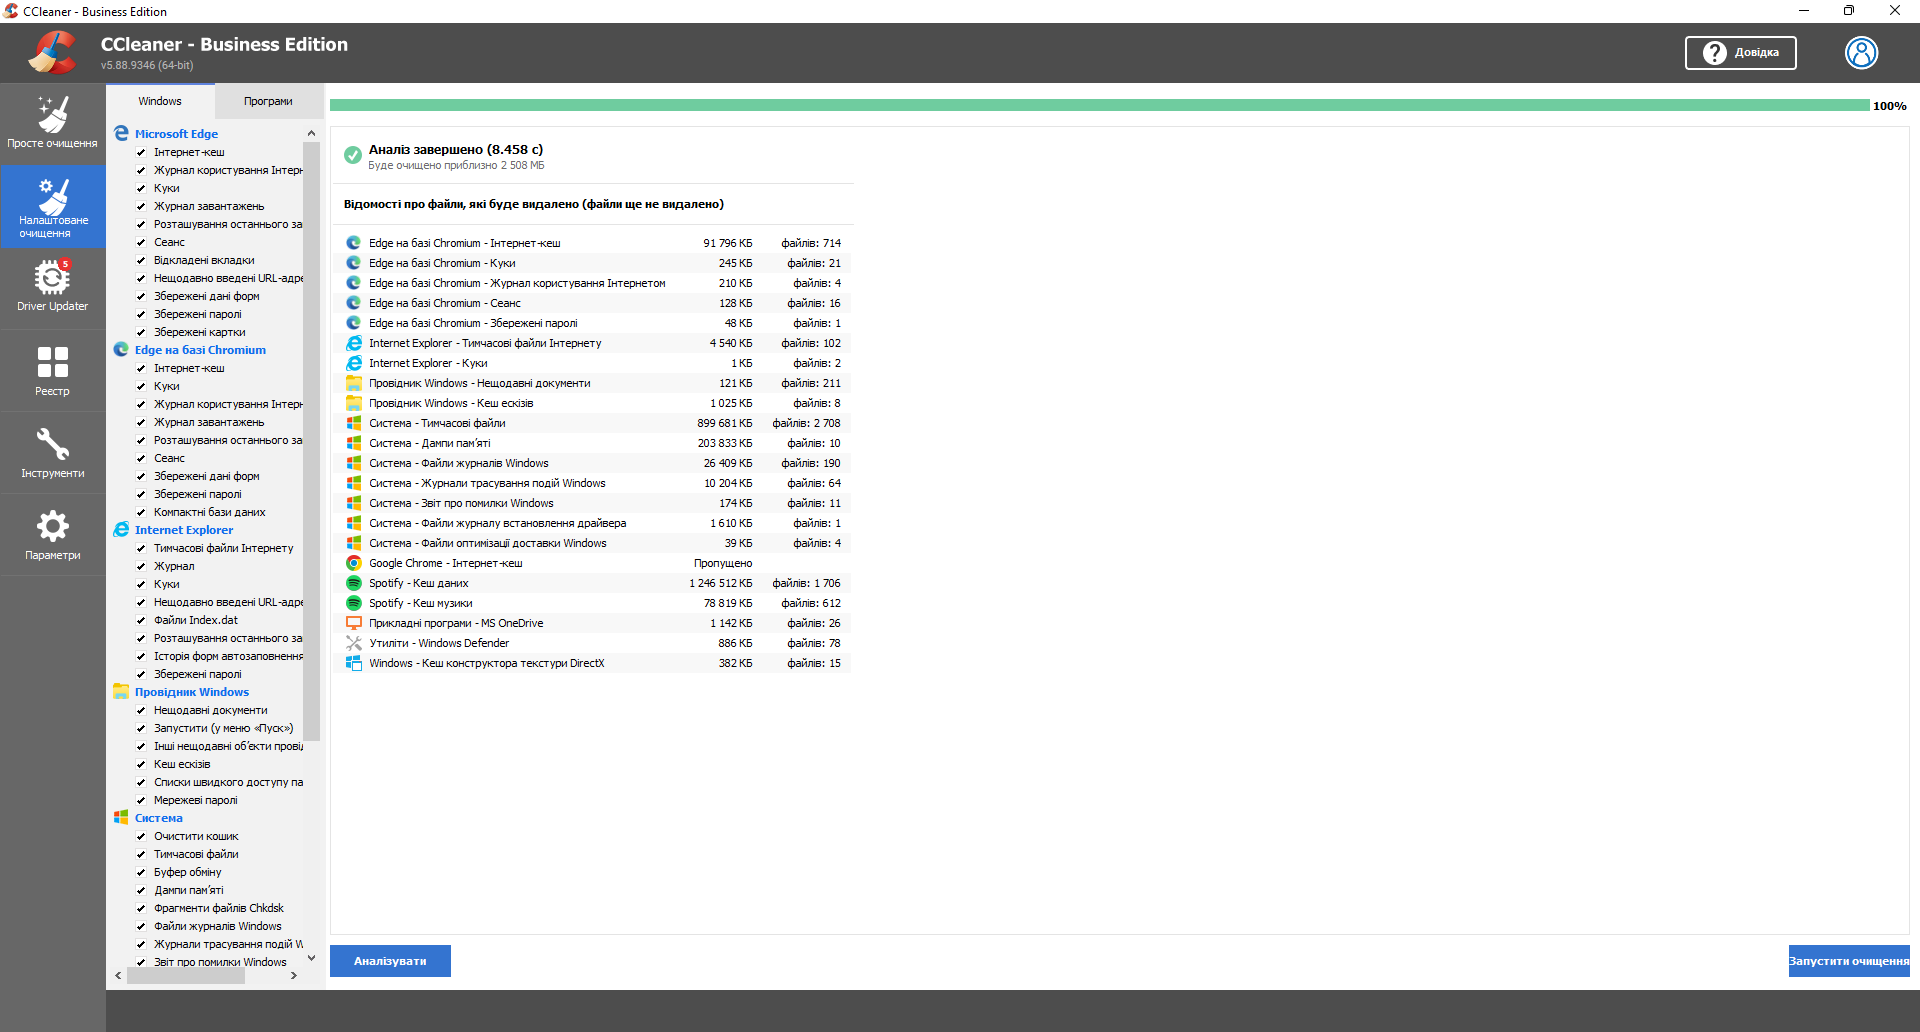 CCleaner - Business Edition
CCleaner - Business Edition
v5.88.9346 (64-bit)
Довідка
Просте очищення
Налаштоване
очищення
5
Driver Updater
Реєстр
Інструменти
Параметри
Windows
Програми
Microsoft Edge
Інтернет-кеш
Журнал користування Інтерн
Куки
Журнал завантажень
Розташування останнього за
Сеанс
Відкладені вкладки
Нещодавно введені URL-адре
Збережені дані форм
Збережені паролі
Збережені картки
Edge на базі Chromium
Інтернет-кеш
Куки
Журнал користування Інтерн
Журнал завантажень
Розташування останнього за
Сеанс
Збережені дані форм
Збережені паролі
Компактні бази даних
Internet Explorer
Тимчасові файли Інтернету
Журнал
Куки
Нещодавно введені URL-адре
Файли Index.dat
Розташування останнього за
Історія форм автозаповнення
Збережені паролі
Провідник Windows
Нещодавні документи
Запустити (у меню «Пуск»)
Інші нещодавні об’єкти провід
Кеш ескізів
Списки швидкого доступу па
Мережеві паролі
Система
Очистити кошик
Тимчасові файли
Буфер обміну
Дампи пам’яті
Фрагменти файлів Chkdsk
Файли журналів Windows
Журнали трасування подій W
Звіт про помилки Windows
100%
Аналіз завершено (8.458 с)
Буде очищено приблизно 2 508 МБ
Відомості про файли, які буде видалено (файли ще не видалено)
Edge на базі Chromium - Інтернет-кеш 91 796 КБ файлів: 714
Edge на базі Chromium - Куки 245 КБ файлів: 21
Edge на базі Chromium - Журнал користування Інтернетом 210 КБ файлів: 4
Edge на базі Chromium - Сеанс 128 КБ файлів: 16
Edge на базі Chromium - Збережені паролі 48 КБ файлів: 1
Internet Explorer - Тимчасові файли Інтернету 4 540 КБ файлів: 102
Internet Explorer - Куки 1 КБ файлів: 2
Провідник Windows - Нещодавні документи 121 КБ файлів: 211
Провідник Windows - Кеш ескізів 1 025 КБ файлів: 8
Система - Тимчасові файли 899 681 КБ файлів: 2 708
Система - Дампи пам’яті 203 833 КБ файлів: 10
Система - Файли журналів Windows 26 409 КБ файлів: 190
Система - Журнали трасування подій Windows 10 204 КБ файлів: 64
Система - Звіт про помилки Windows 174 КБ файлів: 11
Система - Файли журналу встановлення драйвера 1 610 КБ файлів: 1
Система - Файли оптимізації доставки Windows 39 КБ файлів: 4
Google Chrome - Інтернет-кеш Пропущено
Spotify - Кеш даних 1 246 512 КБ файлів: 1 706
Spotify - Кеш музики 78 819 КБ файлів: 612
Прикладні програми - MS OneDrive 1 142 КБ файлів: 26
Утиліти - Windows Defender 886 КБ файлів: 78
Windows - Кеш конструктора текстури DirectX 382 КБ файлів: 15
Аналізувати
Запустити очищення